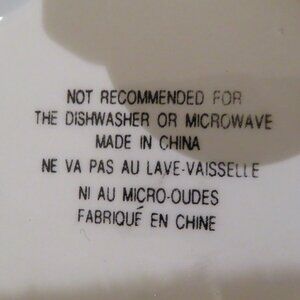 NOT RECOMMENDED FOR
THE DISHWASHER OR MICROWAVE
MADE IN CHINA
NE VA PAS AU LAVE-VAISSELLE
NI AU MICRO-OUDES
FABRIQUÉ EN CHINE